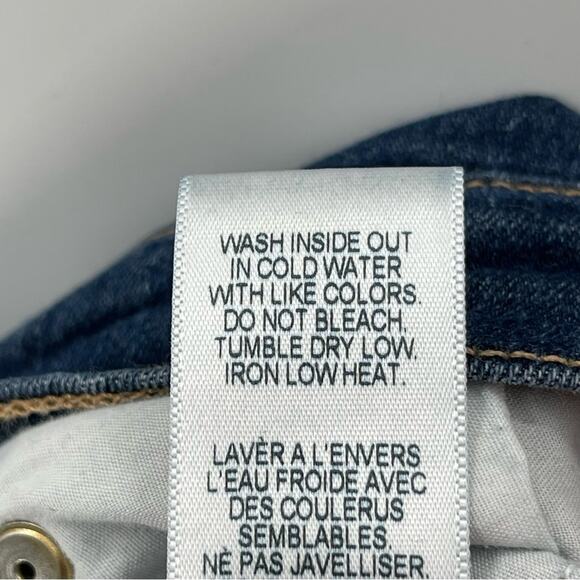 WASH INSIDE OUT
IN COLD WATER
WITH LIKE COLORS.
DO NOT BLEACH.
TUMBLE DRY LOW.
IRON LOW HEAT.
LAVÈR A L'ENVERS
L'EAU FROIDE AVEC
DES COULERUS
SEMBLABLES
NÈ PAS JAVELLISER